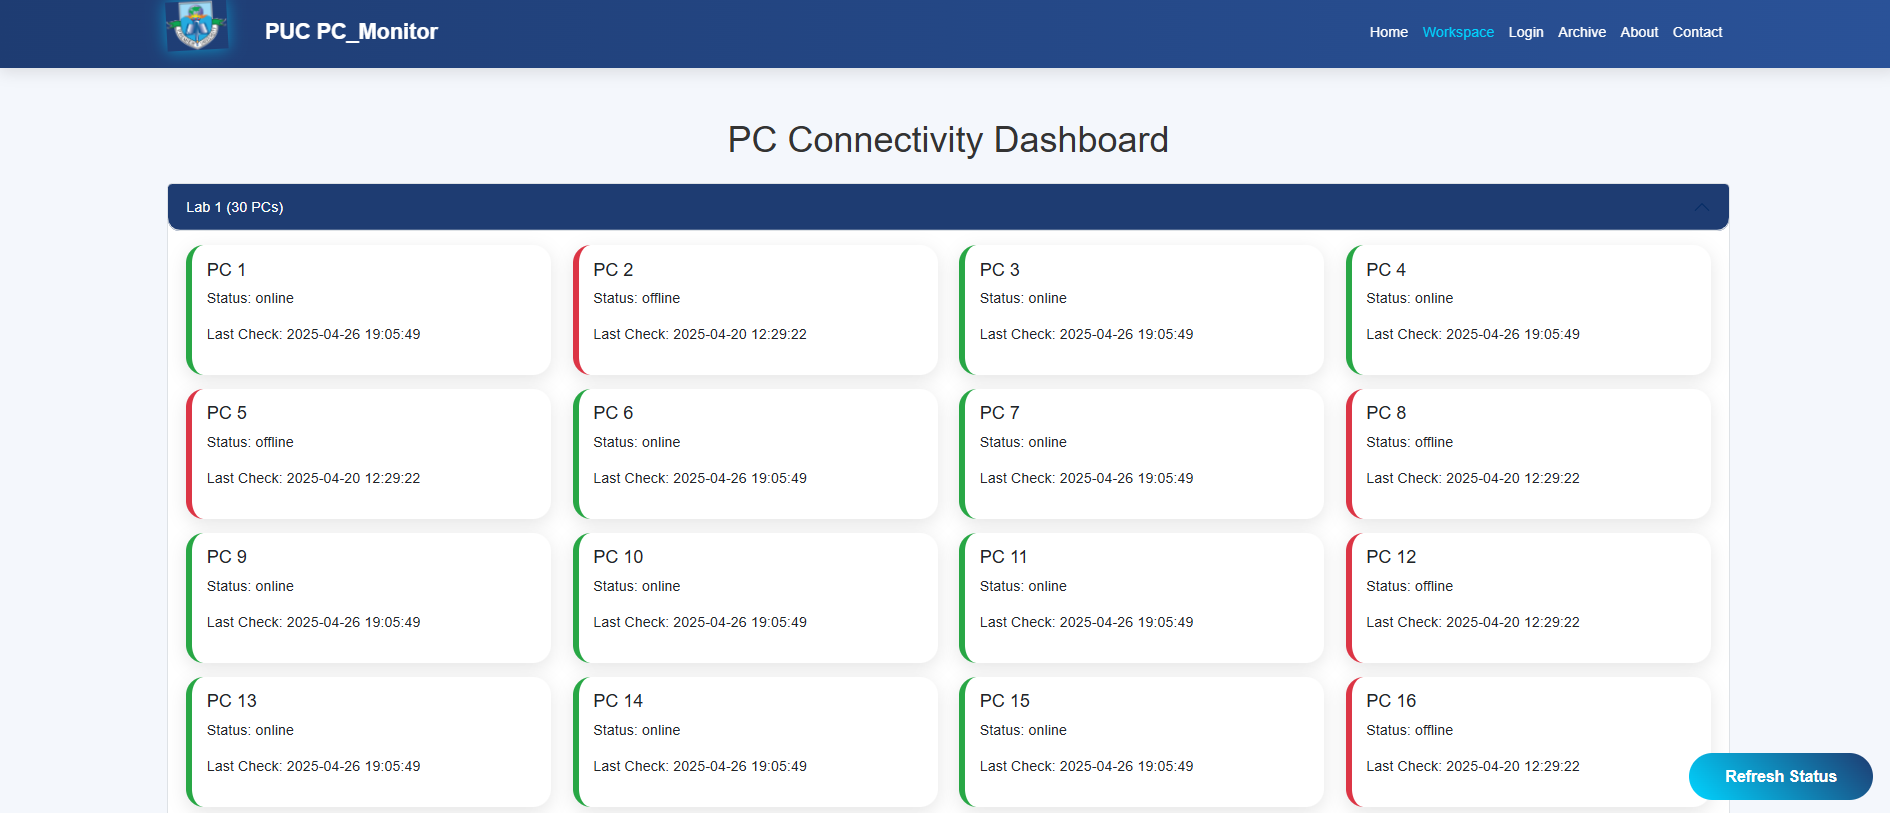 PUC PC_Monitor
Home Workspace Login Archive About Contact
PC Connectivity Dashboard
Lab 1 (30 PCs)
PC 1
Status: online
Last Check: 2025-04-26 19:05:49
PC 2
Status: offline
Last Check: 2025-04-20 12:29:22
PC 3
Status: online
Last Check: 2025-04-26 19:05:49
PC 4
Status: online
Last Check: 2025-04-26 19:05:49
PC 5
Status: offline
Last Check: 2025-04-20 12:29:22
PC 6
Status: online
Last Check: 2025-04-26 19:05:49
PC 7
Status: online
Last Check: 2025-04-26 19:05:49
PC 8
Status: offline
Last Check: 2025-04-20 12:29:22
PC 9
Status: online
Last Check: 2025-04-26 19:05:49
PC 10
Status: online
Last Check: 2025-04-26 19:05:49
PC 11
Status: online
Last Check: 2025-04-26 19:05:49
PC 12
Status: offline
Last Check: 2025-04-20 12:29:22
PC 13
Status: online
Last Check: 2025-04-26 19:05:49
PC 14
Status: online
Last Check: 2025-04-26 19:05:49
PC 15
Status: online
Last Check: 2025-04-26 19:05:49
PC 16
Status: offline
Last Check: 2025-04-20 12:29:22
Refresh Status